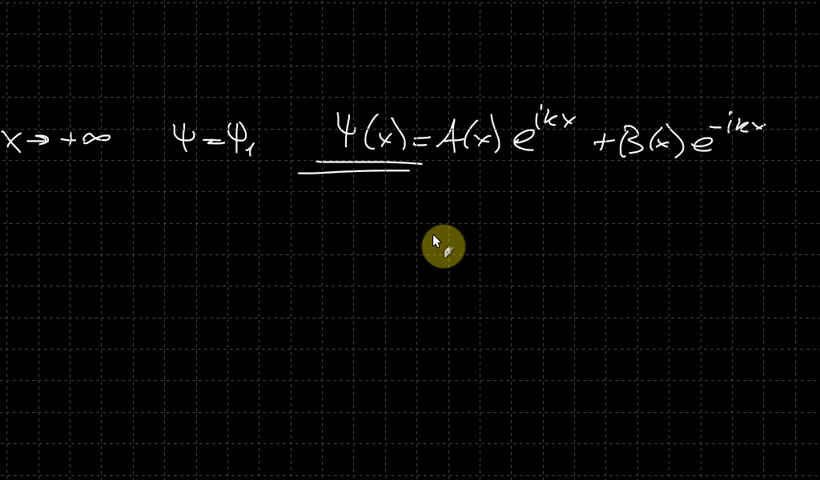 x → +∞ ψ = ψ₁ ψ(x) = A(x) e^{ikx} + B(x) e^{-ikx}